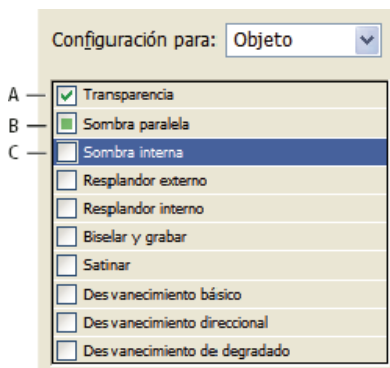 Configuración para: Objeto
A Transparencia
B Sombra paralela
C Sombra interna
Resplandor externo
Resplandor interno
Biselar y grabar
Satinar
Desvanecimiento básico
Desvanecimiento direccional
Desvanecimiento de degradado